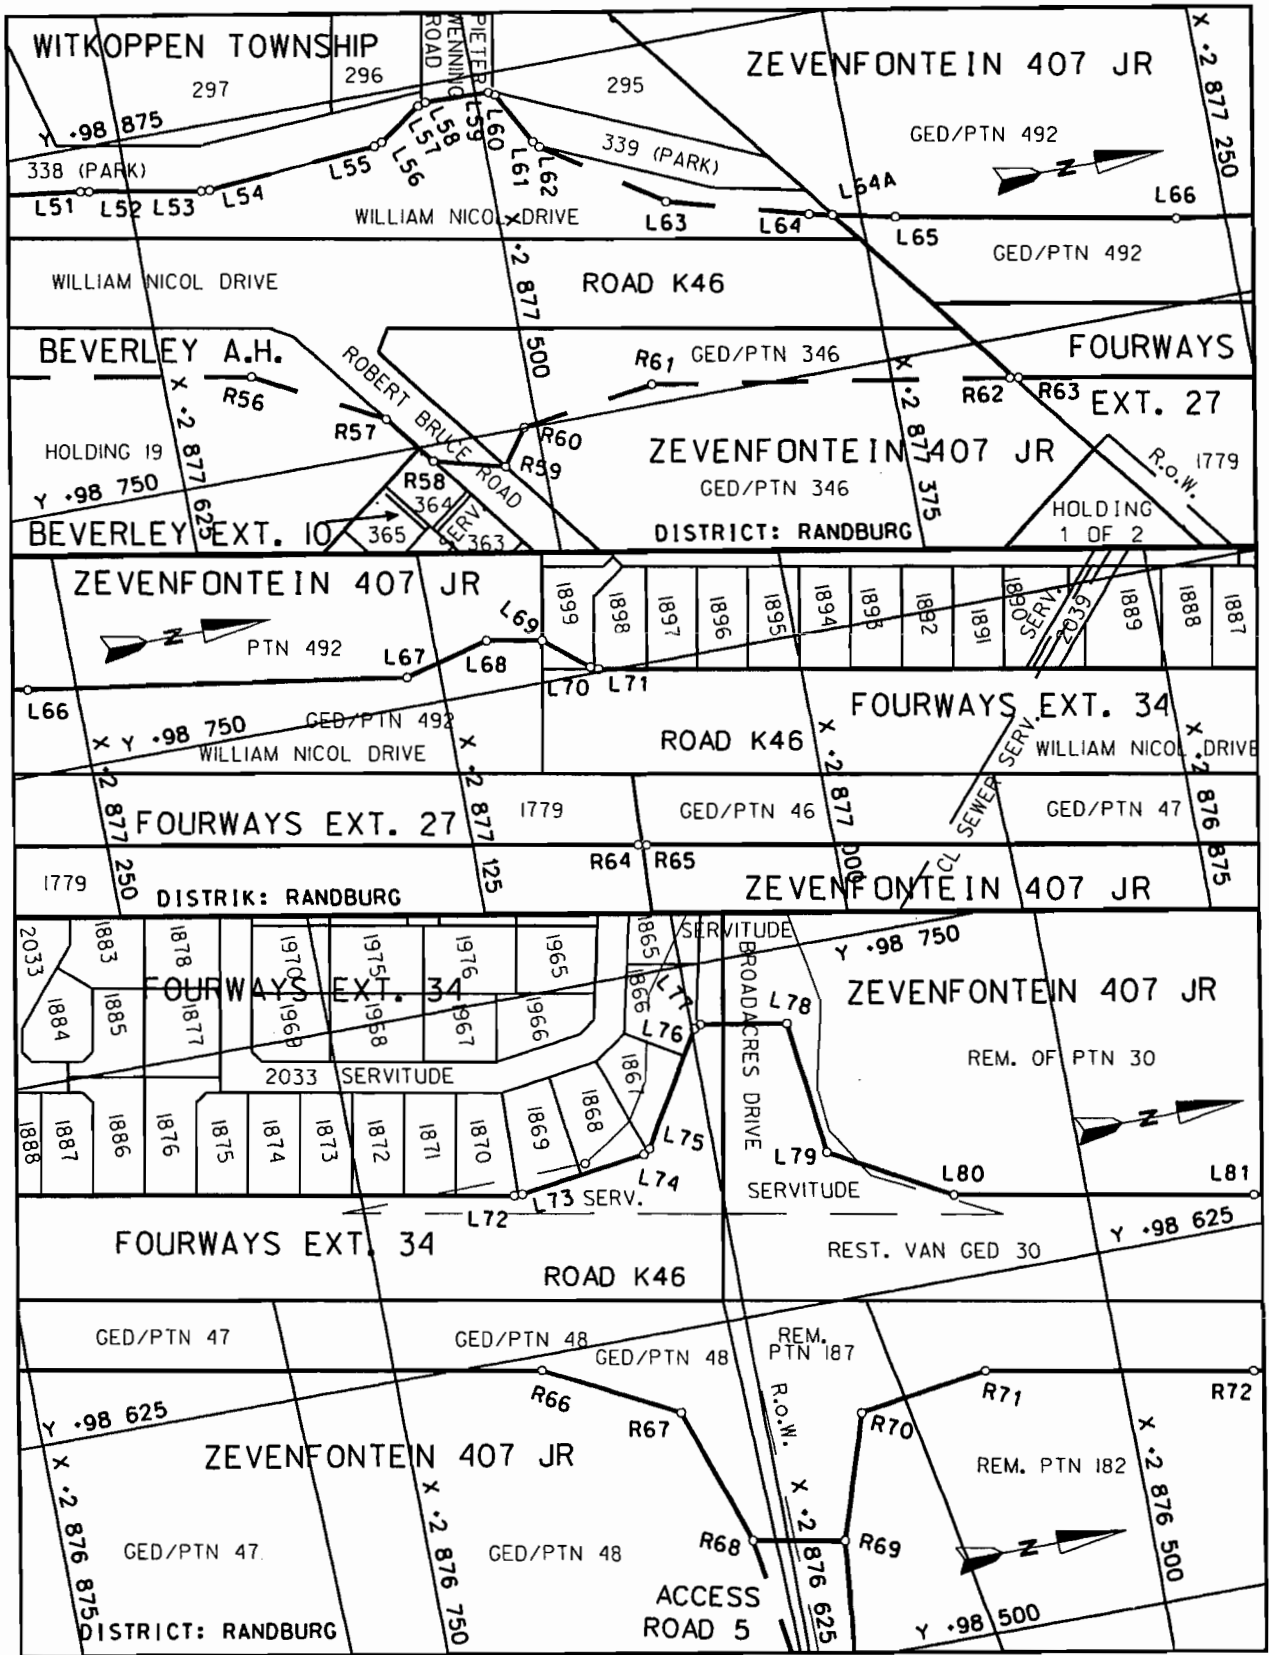 WITKOPPEN TOWNSHIP
297
296
WENNING
ROAD
PIETER
295
ZEVENFONTEIN 407 JR
GED/PTN 492
X +2 877 250
Y +98 875
338 (PARK)
339 (PARK)
N
L51
L52
L53
L54
L55
L56
L57
L58
L59
L60
L61
L62
L63
L64
L64A
L65
L66
WILLIAM NICOL DRIVE
X +2 877 500
GED/PTN 492
WILLIAM NICOL DRIVE
ROAD K46
BEVERLEY A.H.
ROBERT BRUCE ROAD
R61
GED/PTN 346
FOURWAYS
EXT. 27
R56
R57
R58
R59
R60
R62
R63
X +2 877 625
X +2 877 375
HOLDING 19
ZEVENFONTEIN 407 JR
GED/PTN 346
R.o.W.
1779
Y +98 750
364
365
363
SERV.
BEVERLEY EXT. 10
DISTRICT: RANDBURG
HOLDING
1 OF 2
ZEVENFONTEIN 407 JR
N
PTN 492
L66
L67
L68
L69
L70
L71
1899
1898
1897
1896
1895
1894
1893
1892
1891
1890
SERV.
2039
1889
1888
1887
GED/PTN 492
Y +98 750
WILLIAM NICOL DRIVE
ROAD K46
FOURWAYS EXT. 34
WILLIAM NICOL DRIVE
X +2 877 250
X +2 877 125
X +2 877 000
X +2 876 875
SEWER SERV.
CL
FOURWAYS EXT. 27
1779
GED/PTN 46
GED/PTN 47
R64
R65
1779
DISTRIK: RANDBURG
ZEVENFONTEIN 407 JR
2033
1883
1878
1970
1975
1976
1965
1865
SERVITUDE
BROADACRES DRIVE
Y +98 750
FOURWAYS EXT. 34
1884
1885
1877
1969
1968
1967
1966
1866
1867
L77
L76
L78
ZEVENFONTEIN 407 JR
REM. OF PTN 30
2033 SERVITUDE
1888
1887
1886
1876
1875
1874
1873
1872
1871
1870
1869
1868
L75
L74
L73
SERV.
L72
L79
L80
L81
N
SERVITUDE
FOURWAYS EXT. 34
ROAD K46
REST. VAN GED 30
Y +98 625
GED/PTN 47
GED/PTN 48
GED/PTN 48
REM.
PTN 187
R.o.W.
R66
R67
R68
R69
R70
R71
R72
Y +98 625
ZEVENFONTEIN 407 JR
X +2 876 875
X +2 876 750
X +2 876 625
X +2 876 500
REM. PTN 182
GED/PTN 47
GED/PTN 48
N
ACCESS
ROAD 5
DISTRICT: RANDBURG
Y +98 500